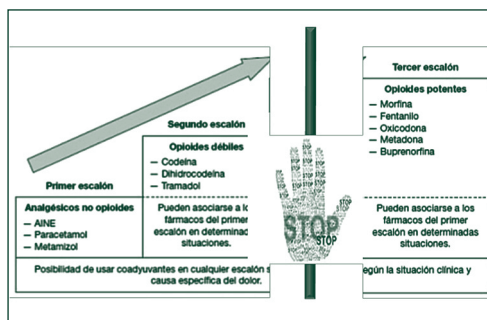 Tercer escalón
Opioides potentes
— Morfina
— Fentanilo
— Oxicodona
— Metadona
— Buprenorfina
Pueden asociarse a los
fármacos del primer
escalón en determinadas
situaciones.
Segundo escalón
Opioides débiles
— Codeína
— Dihidrocodeína
— Tramadol
Pueden asociarse a los
fármacos del primer
escalón en determinadas
situaciones.
Primer escalón
Analgésicos no opioides
— AINE
— Paracetamol
— Metamizol
STOP
STOP
Posibilidad de usar coadyuvantes en cualquier escalón s egún la situación clínica y
causa específica del dolor.